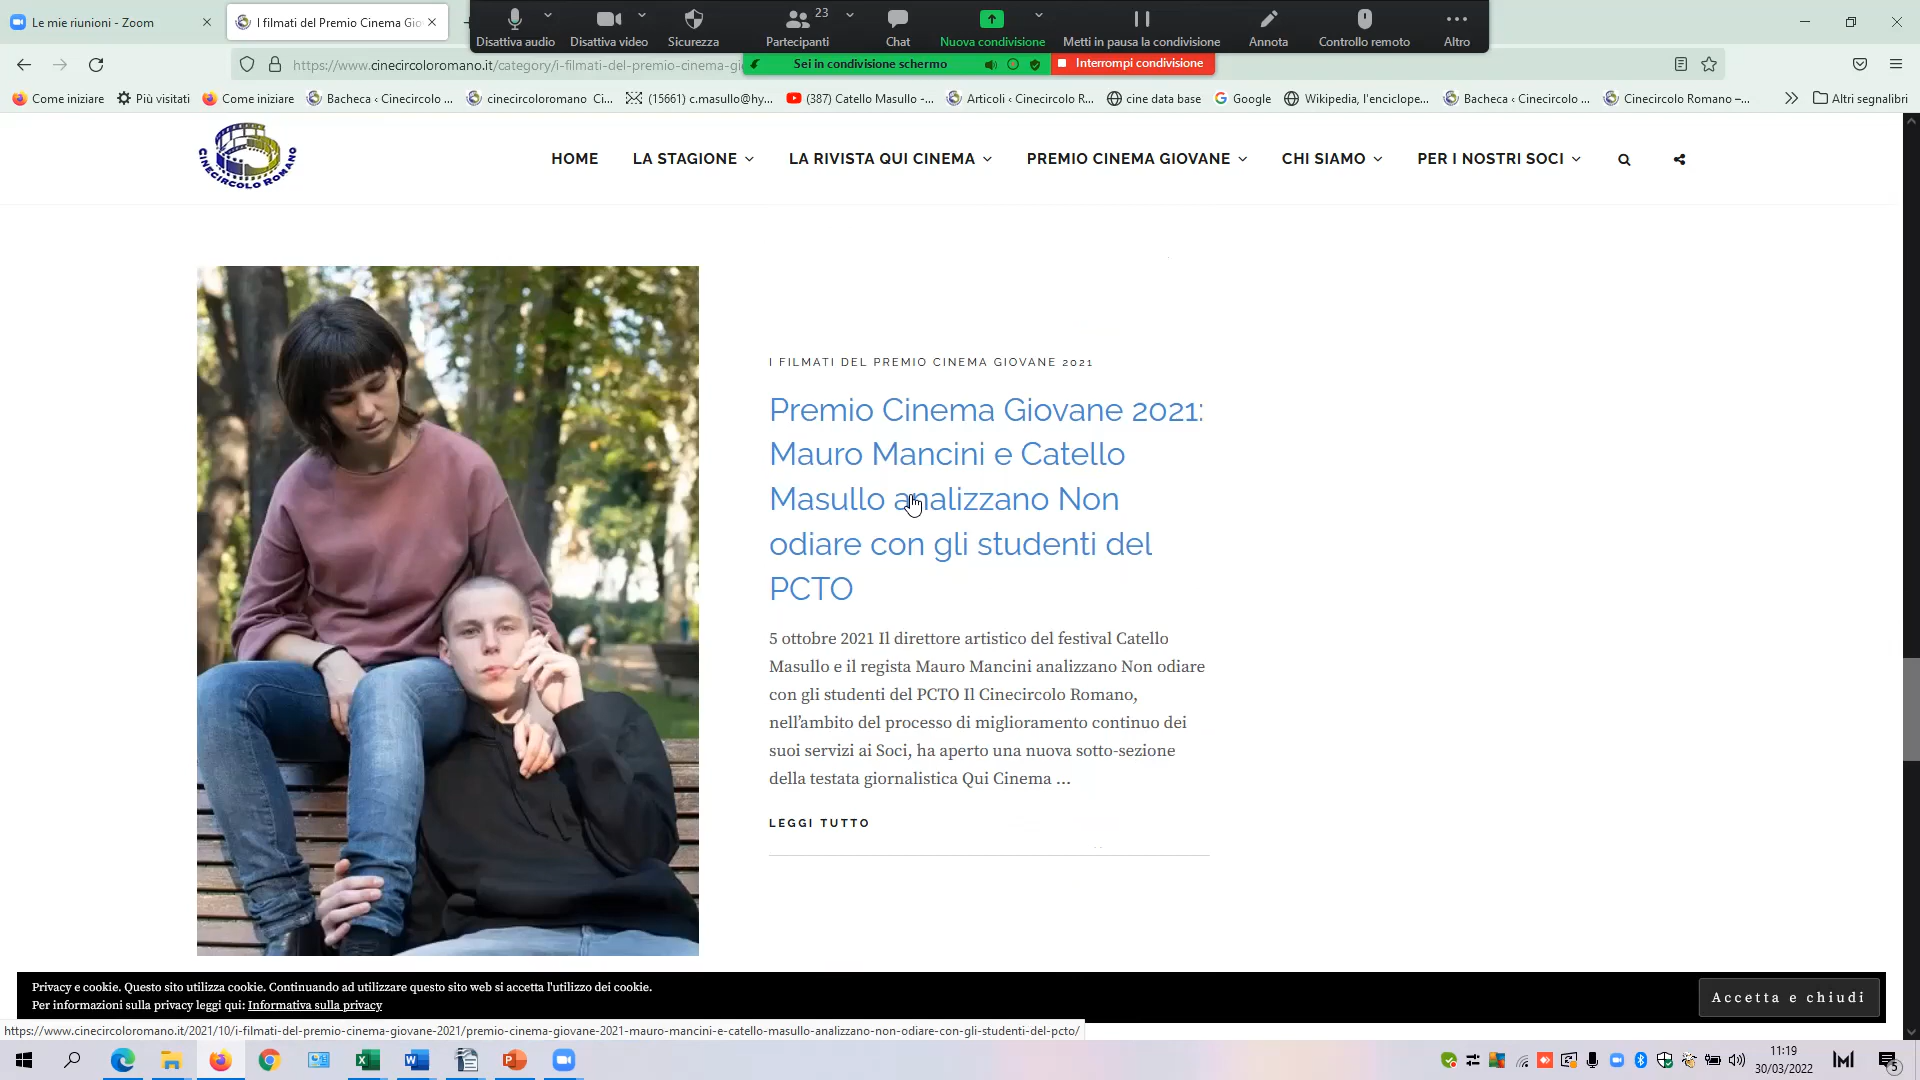 Le mie riunioni - Zoom
I filmati del Premio Cinema Gio
Disattiva audio
Disattiva video
Sicurezza
23
Partecipanti
Chat
Nuova condivisione
Metti in pausa la condivisione
Annota
Controllo remoto
Altro
https://www.cinecircoloromano.it/category/i-filmati-del-premio-cinema-gi
Sei in condivisione schermo
Interrompi condivisione
Come iniziare
Più visitati
Come iniziare
Bacheca ‹ Cinecircolo ...
cinecircoloromano Ci...
(15661) c.masullo@hy...
(387) Catello Masullo -...
Articoli ‹ Cinecircolo R...
cine data base
Google
Wikipedia, l'enciclope...
Bacheca ‹ Cinecircolo ...
Cinecircolo Romano –...
Altri segnalibri
CINECIRCOLO ROMANO
HOME
LA STAGIONE
LA RIVISTA QUI CINEMA
PREMIO CINEMA GIOVANE
CHI SIAMO
PER I NOSTRI SOCI
I FILMATI DEL PREMIO CINEMA GIOVANE 2021
Premio Cinema Giovane 2021:
Mauro Mancini e Catello
Masullo analizzano Non
odiare con gli studenti del
PCTO
5 ottobre 2021 Il direttore artistico del festival Catello
Masullo e il regista Mauro Mancini analizzano Non odiare
con gli studenti del PCTO Il Cinecircolo Romano,
nell’ambito del processo di miglioramento continuo dei
suoi servizi ai Soci, ha aperto una nuova sotto-sezione
della testata giornalistica Qui Cinema ...
LEGGI TUTTO
Privacy e cookie. Questo sito utilizza cookie. Continuando ad utilizzare questo sito web si accetta l'utilizzo dei cookie.
Per informazioni sulla privacy leggi qui: Informativa sulla privacy
Accetta e chiudi
https://www.cinecircoloromano.it/2021/10/i-filmati-del-premio-cinema-giovane-2021/premio-cinema-giovane-2021-mauro-mancini-e-catello-masullo-analizzano-non-odiare-con-gli-studenti-del-pcto/
11:19
30/03/2022
5